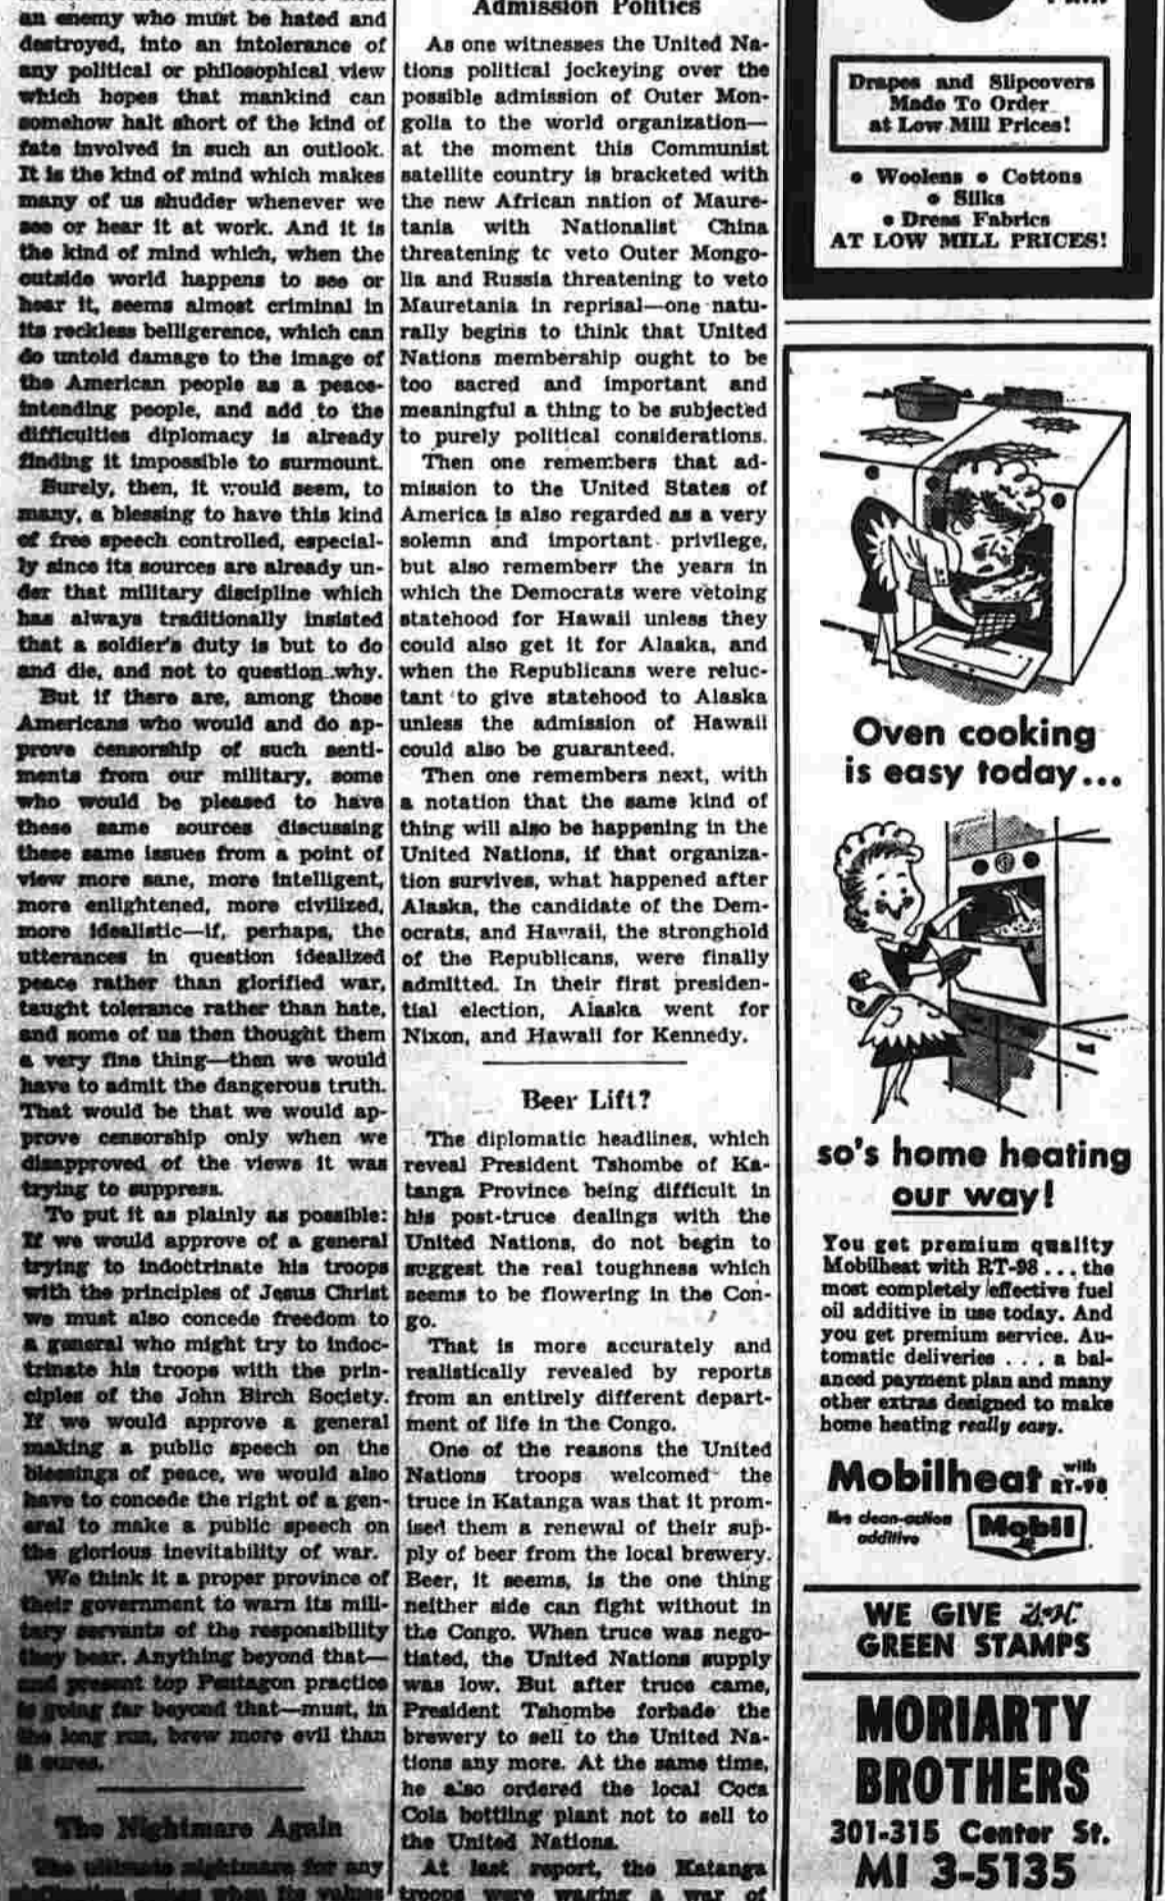 an enemy who must be hated and
destroyed, into an intolerance of
any political or philosophical view
which hopes that mankind can
somehow halt short of the kind of
fate involved in such an outlook.
It is the kind of mind which makes
many of us shudder whenever we
see or hear it at work. And it is
the kind of mind which, when the
outside world happens to see or
hear it, seems almost criminal in
its reckless belligerence, which can
do untold damage to the image of
the American people as a peace-
intending people, and add to the
difficulties diplomacy is already
finding it impossible to surmount.
Surely, then, it would seem, to
many, a blessing to have this kind
of free speech controlled, especial-
ly since its sources are already un-
der that military discipline which
has always traditionally insisted
that a soldier's duty is but to do
and die, and not to question why.
But if there are, among those
Americans who would and do ap-
prove censorship of such senti-
ments from our military, some
who would be pleased to have
these same sources discussing
these same issues from a point of
view more sane, more intelligent,
more enlightened, more civilized,
more idealistic—if, perhaps, the
utterances in question idealized
peace rather than glorified war,
taught tolerance rather than hate,
and some of us then thought them
a very fine thing—then we would
have to admit the dangerous truth.
That would be that we would ap-
prove censorship only when we
disapproved of the views it was
trying to suppress.
To put it as plainly as possible:
If we would approve of a general
trying to indoctrinate his troops
with the principles of Jesus Christ
we must also concede freedom to
a general who might try to indoc-
trinate his troops with the prin-
ciples of the John Birch Society.
If we would approve a general
making a public speech on the
blessings of peace, we would also
have to concede the right of a gen-
eral to make a public speech on
the glorious inevitability of war.
We think it a proper province of
their government to warn its mili-
tary servants of the responsibility
they bear. Anything beyond that—
and present top Pentagon practice
is going far beyond that—must, in
the long run, brew more evil than
it cures.
The Nightmare Again
The ultimate nightmare for any
Admission Politics
As one witnesses the United Na-
tions political jockeying over the
possible admission of Outer Mon-
golia to the world organization—
at the moment this Communist
satellite country is bracketed with
the new African nation of Maure-
tania with Nationalist China
threatening tc veto Outer Mongo-
lia and Russia threatening to veto
Mauretania in reprisal—one natu-
rally begins to think that United
Nations membership ought to be
too sacred and important and
meaningful a thing to be subjected
to purely political considerations.
Then one remembers that ad-
mission to the United States of
America is also regarded as a very
solemn and important privilege,
but also rememberr the years in
which the Democrats were vetoing
statehood for Hawaii unless they
could also get it for Alaska, and
when the Republicans were reluc-
tant to give statehood to Alaska
unless the admission of Hawaii
could also be guaranteed.
Then one remembers next, with
a notation that the same kind of
thing will also be happening in the
United Nations, if that organiza-
tion survives, what happened after
Alaska, the candidate of the Dem-
ocrats, and Hawaii, the stronghold
of the Republicans, were finally
admitted. In their first presiden-
tial election, Alaska went for
Nixon, and Hawaii for Kennedy.
Beer Lift?
The diplomatic headlines, which
reveal President Tshombe of Ka-
tanga Province being difficult in
his post-truce dealings with the
United Nations, do not begin to
suggest the real toughness which
seems to be flowering in the Con-
go.
That is more accurately and
realistically revealed by reports
from an entirely different depart-
ment of life in the Congo.
One of the reasons the United
Nations troops welcomed the
truce in Katanga was that it prom-
ised them a renewal of their sup-
ply of beer from the local brewery.
Beer, it seems, is the one thing
neither side can fight without in
the Congo. When truce was nego-
tiated, the United Nations supply
was low. But after truce came,
President Tshombe forbade the
brewery to sell to the United Na-
tions any more. At the same time,
he also ordered the local Coca
Cola bottling plant not to sell to
the United Nations.
At last report, the Katanga
troops were waging a war of
Drapes and Slipcovers
Made To Order
at Low Mill Prices!
• Woolens • Cottons
• Silks
• Dress Fabrics
AT LOW MILL PRICES!
Oven cooking
is easy today...
so's home heating
our way!
You get premium quality
Mobilheat with RT-98 ... the
most completely effective fuel
oil additive in use today. And
you get premium service. Au-
tomatic deliveries . . . a bal-
anced payment plan and many
other extras designed to make
home heating really easy.
Mobilheat with RT-98
the clean-action
additive
Mobil
WE GIVE S&H
GREEN STAMPS
MORIARTY
BROTHERS
301-315 Center St.
MI 3-5135